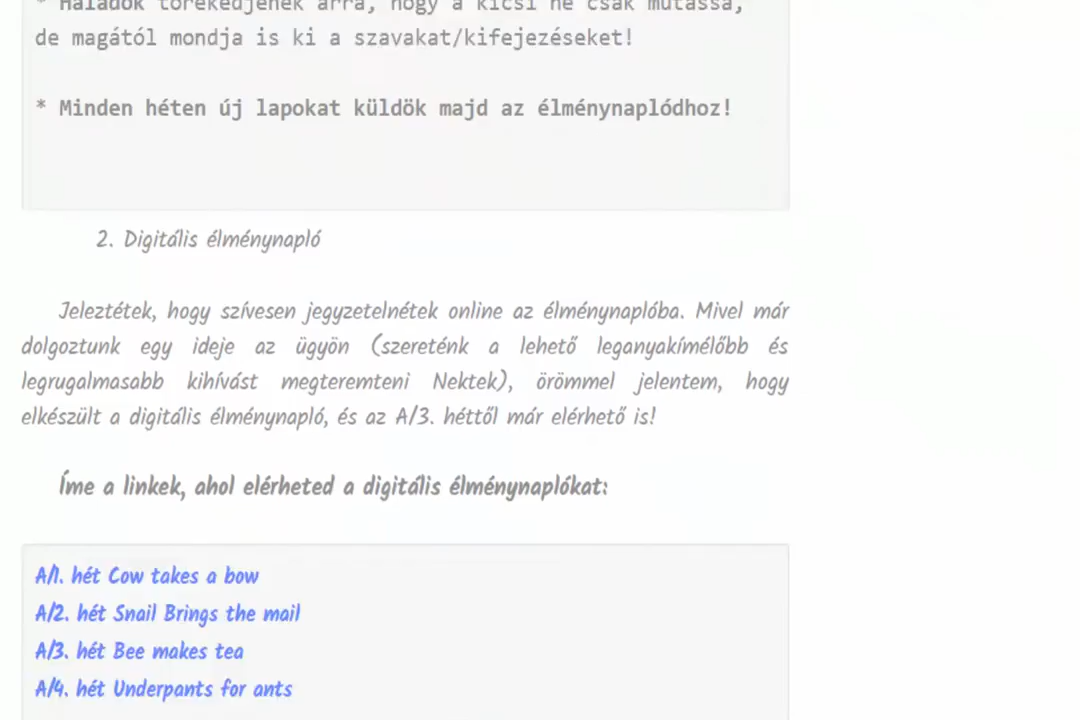 * Haladók törekedjenek arra, hogy a kicsi ne csak mutassa,
de magától mondja is ki a szavakat/kifejezéseket!
* Minden héten új lapokat küldök majd az élménynaplódhoz!
2. Digitális élménynapló
Jeleztétek, hogy szívesen jegyzetelnétek online az élménynaplóba. Mivel már
dolgoztunk egy ideje az ügyön (szereténk a lehető leganyakímélőbb és
legrugalmasabb kihívást megteremteni Nektek), örömmel jelentem, hogy
elkészült a digitális élménynapló, és az A/3. héttől már elérhető is!
Íme a linkek, ahol elérheted a digitális élménynaplókat:
A/1. hét Cow takes a bow
A/2. hét Snail Brings the mail
A/3. hét Bee makes tea
A/4. hét Underpants for ants